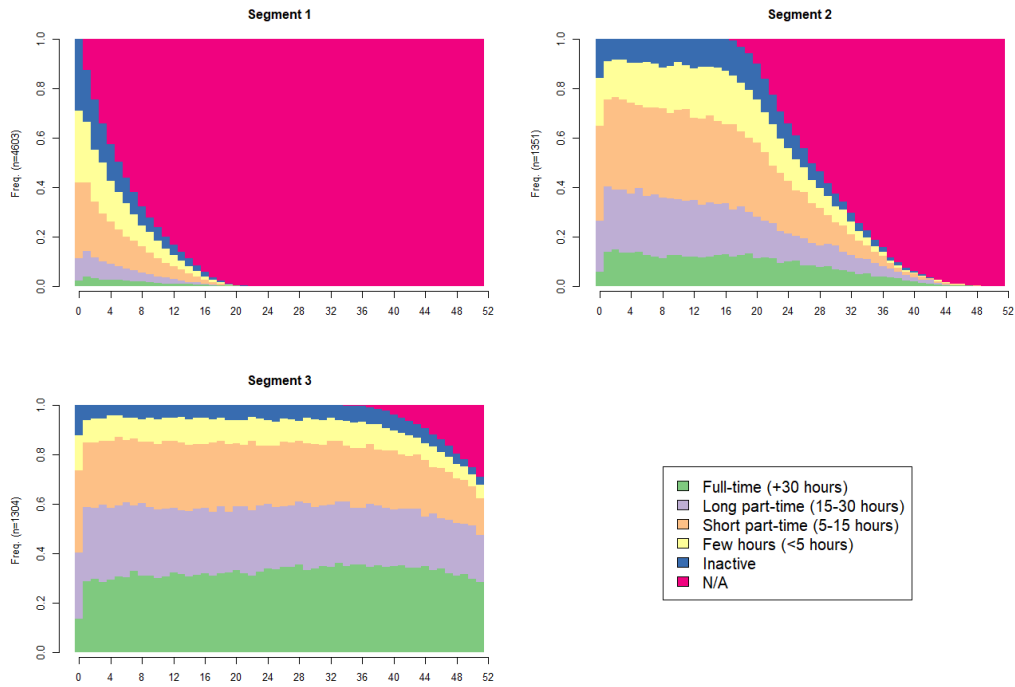 Segment 1
Freq. (n=4603)
1.0
0.8
0.6
0.4
0.2
0.0
0 4 8 12 16 20 24 28 32 36 40 44 48 52
Segment 2
Freq. (n=1351)
1.0
0.8
0.6
0.4
0.2
0.0
0 4 8 12 16 20 24 28 32 36 40 44 48 52
Segment 3
Freq. (n=1304)
1.0
0.8
0.6
0.4
0.2
0.0
0 4 8 12 16 20 24 28 32 36 40 44 48 52
Full-time (+30 hours)
Long part-time (15-30 hours)
Short part-time (5-15 hours)
Few hours (<5 hours)
Inactive
N/A